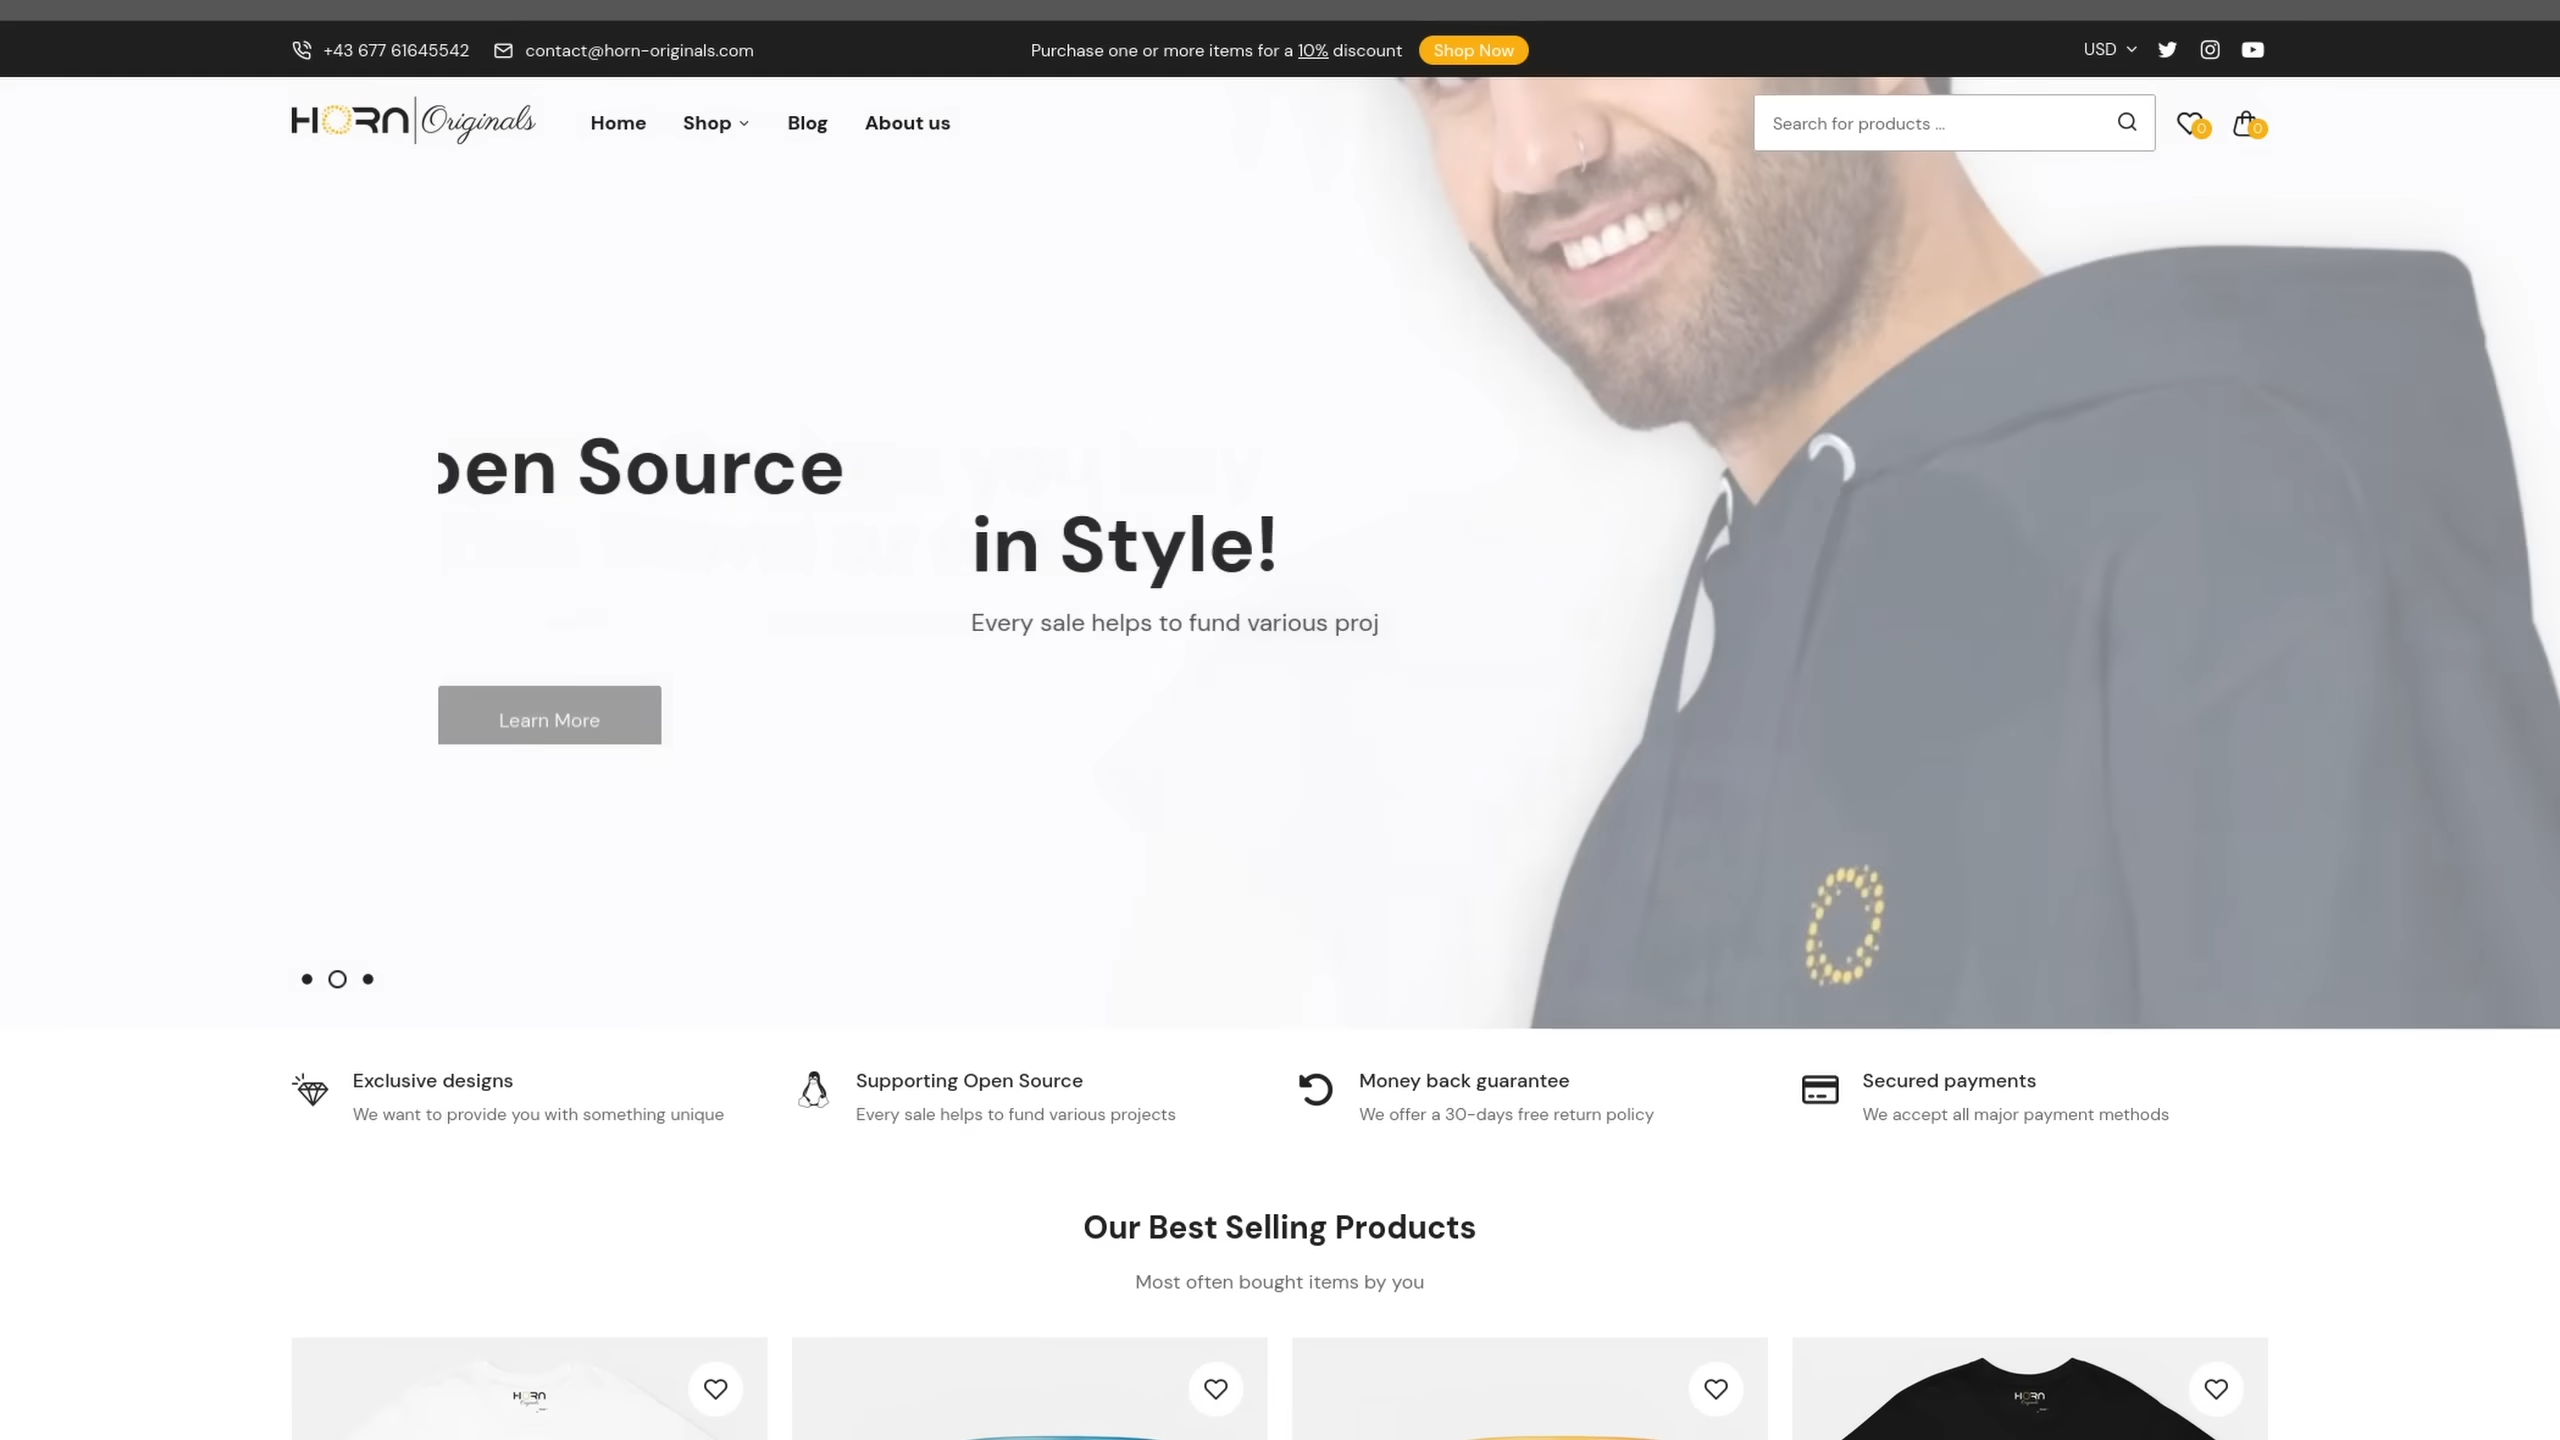 +43 677 61645542 contact@horn-originals.com Purchase one or more items for a 10% discount Shop Now USD
HORN Originals Home Shop Blog About us Search for products ... 0 0
pen Source
in Style!
Every sale helps to fund various proj
Learn More
Exclusive designs
We want to provide you with something unique
Supporting Open Source
Every sale helps to fund various projects
Money back guarantee
We offer a 30-days free return policy
Secured payments
We accept all major payment methods
Our Best Selling Products
Most often bought items by you
HORN
Originals
HORN
Originals